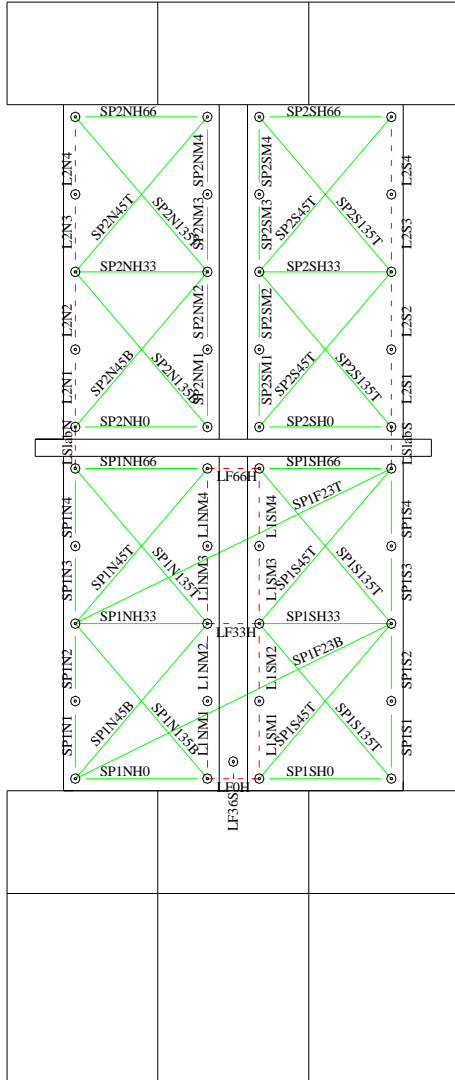 SP2NH66 SP2SH66
L2N4 SP2NM4 SP2SM4 L2S4
SP2N45T SP2N135T SP2S45T SP2S135T
L2N3 SP2NM3 SP2SM3 L2S3
SP2NH33 SP2SH33
L2N2 SP2NM2 SP2SM2 L2S2
SP2N45B SP2N135B SP2S45T SP2S135T
L2N1 SP2NM1 SP2SM1 L2S1
SP2NH0 SP2SH0
LSlabN LSlabS
SP1NH66 LF66H SP1SH66
SP1N4 L1NM4 L1SM4 SP1F23T SP1S4
SP1N45T SP1N135T SP1S45T SP1S135T
SP1N3 L1NM3 L1SM3 SP1S3
SP1NH33 LF33H SP1SH33
SP1N2 L1NM2 L1SM2 SP1F23B SP1S2
SP1N45B SP1N135B SP1S45T SP1S135T
SP1N1 L1NM1 L1SM1 SP1S1
SP1NH0 LF0H SP1SH0
LF36S